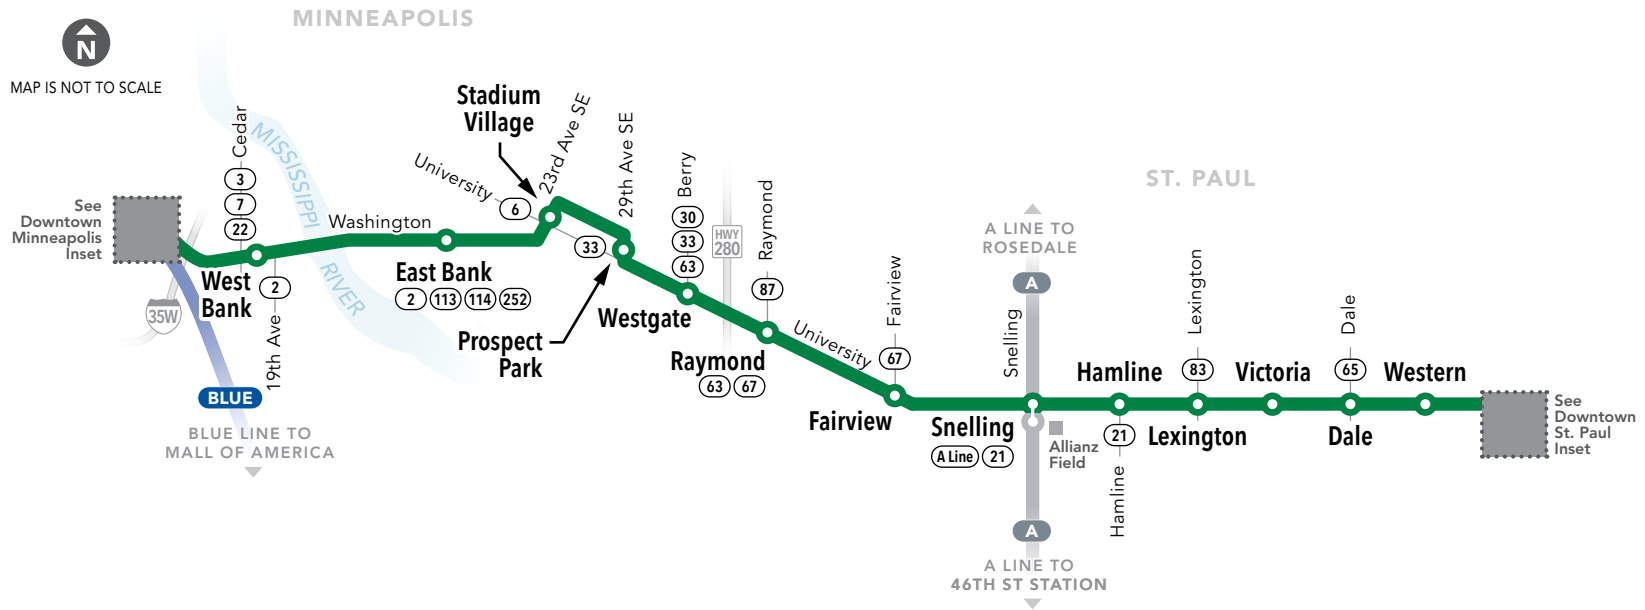 MINNEAPOLIS
N
MAP IS NOT TO SCALE
See
Downtown
Minneapolis
Inset
35W
BLUE
BLUE LINE TO
MALL OF AMERICA
Cedar
3
7
22
West
Bank
2
19th Ave
MISSISSIPPI
RIVER
Washington
East Bank
2 113 114 252
University
6
Stadium
Village
23rd Ave SE
33
29th Ave SE
Prospect
Park
Berry
30
33
63
Westgate
HWY
280
Raymond
87
Raymond
63 67
University
Fairview
67
Fairview
ST. PAUL
A LINE TO
ROSEDALE
A
Snelling
Snelling
A Line 21
Allianz
Field
A
A LINE TO
46TH ST STATION
Hamline
21
Hamline
Lexington
83
Lexington
Victoria
Dale
65
Dale
Western
See
Downtown
St. Paul
Inset